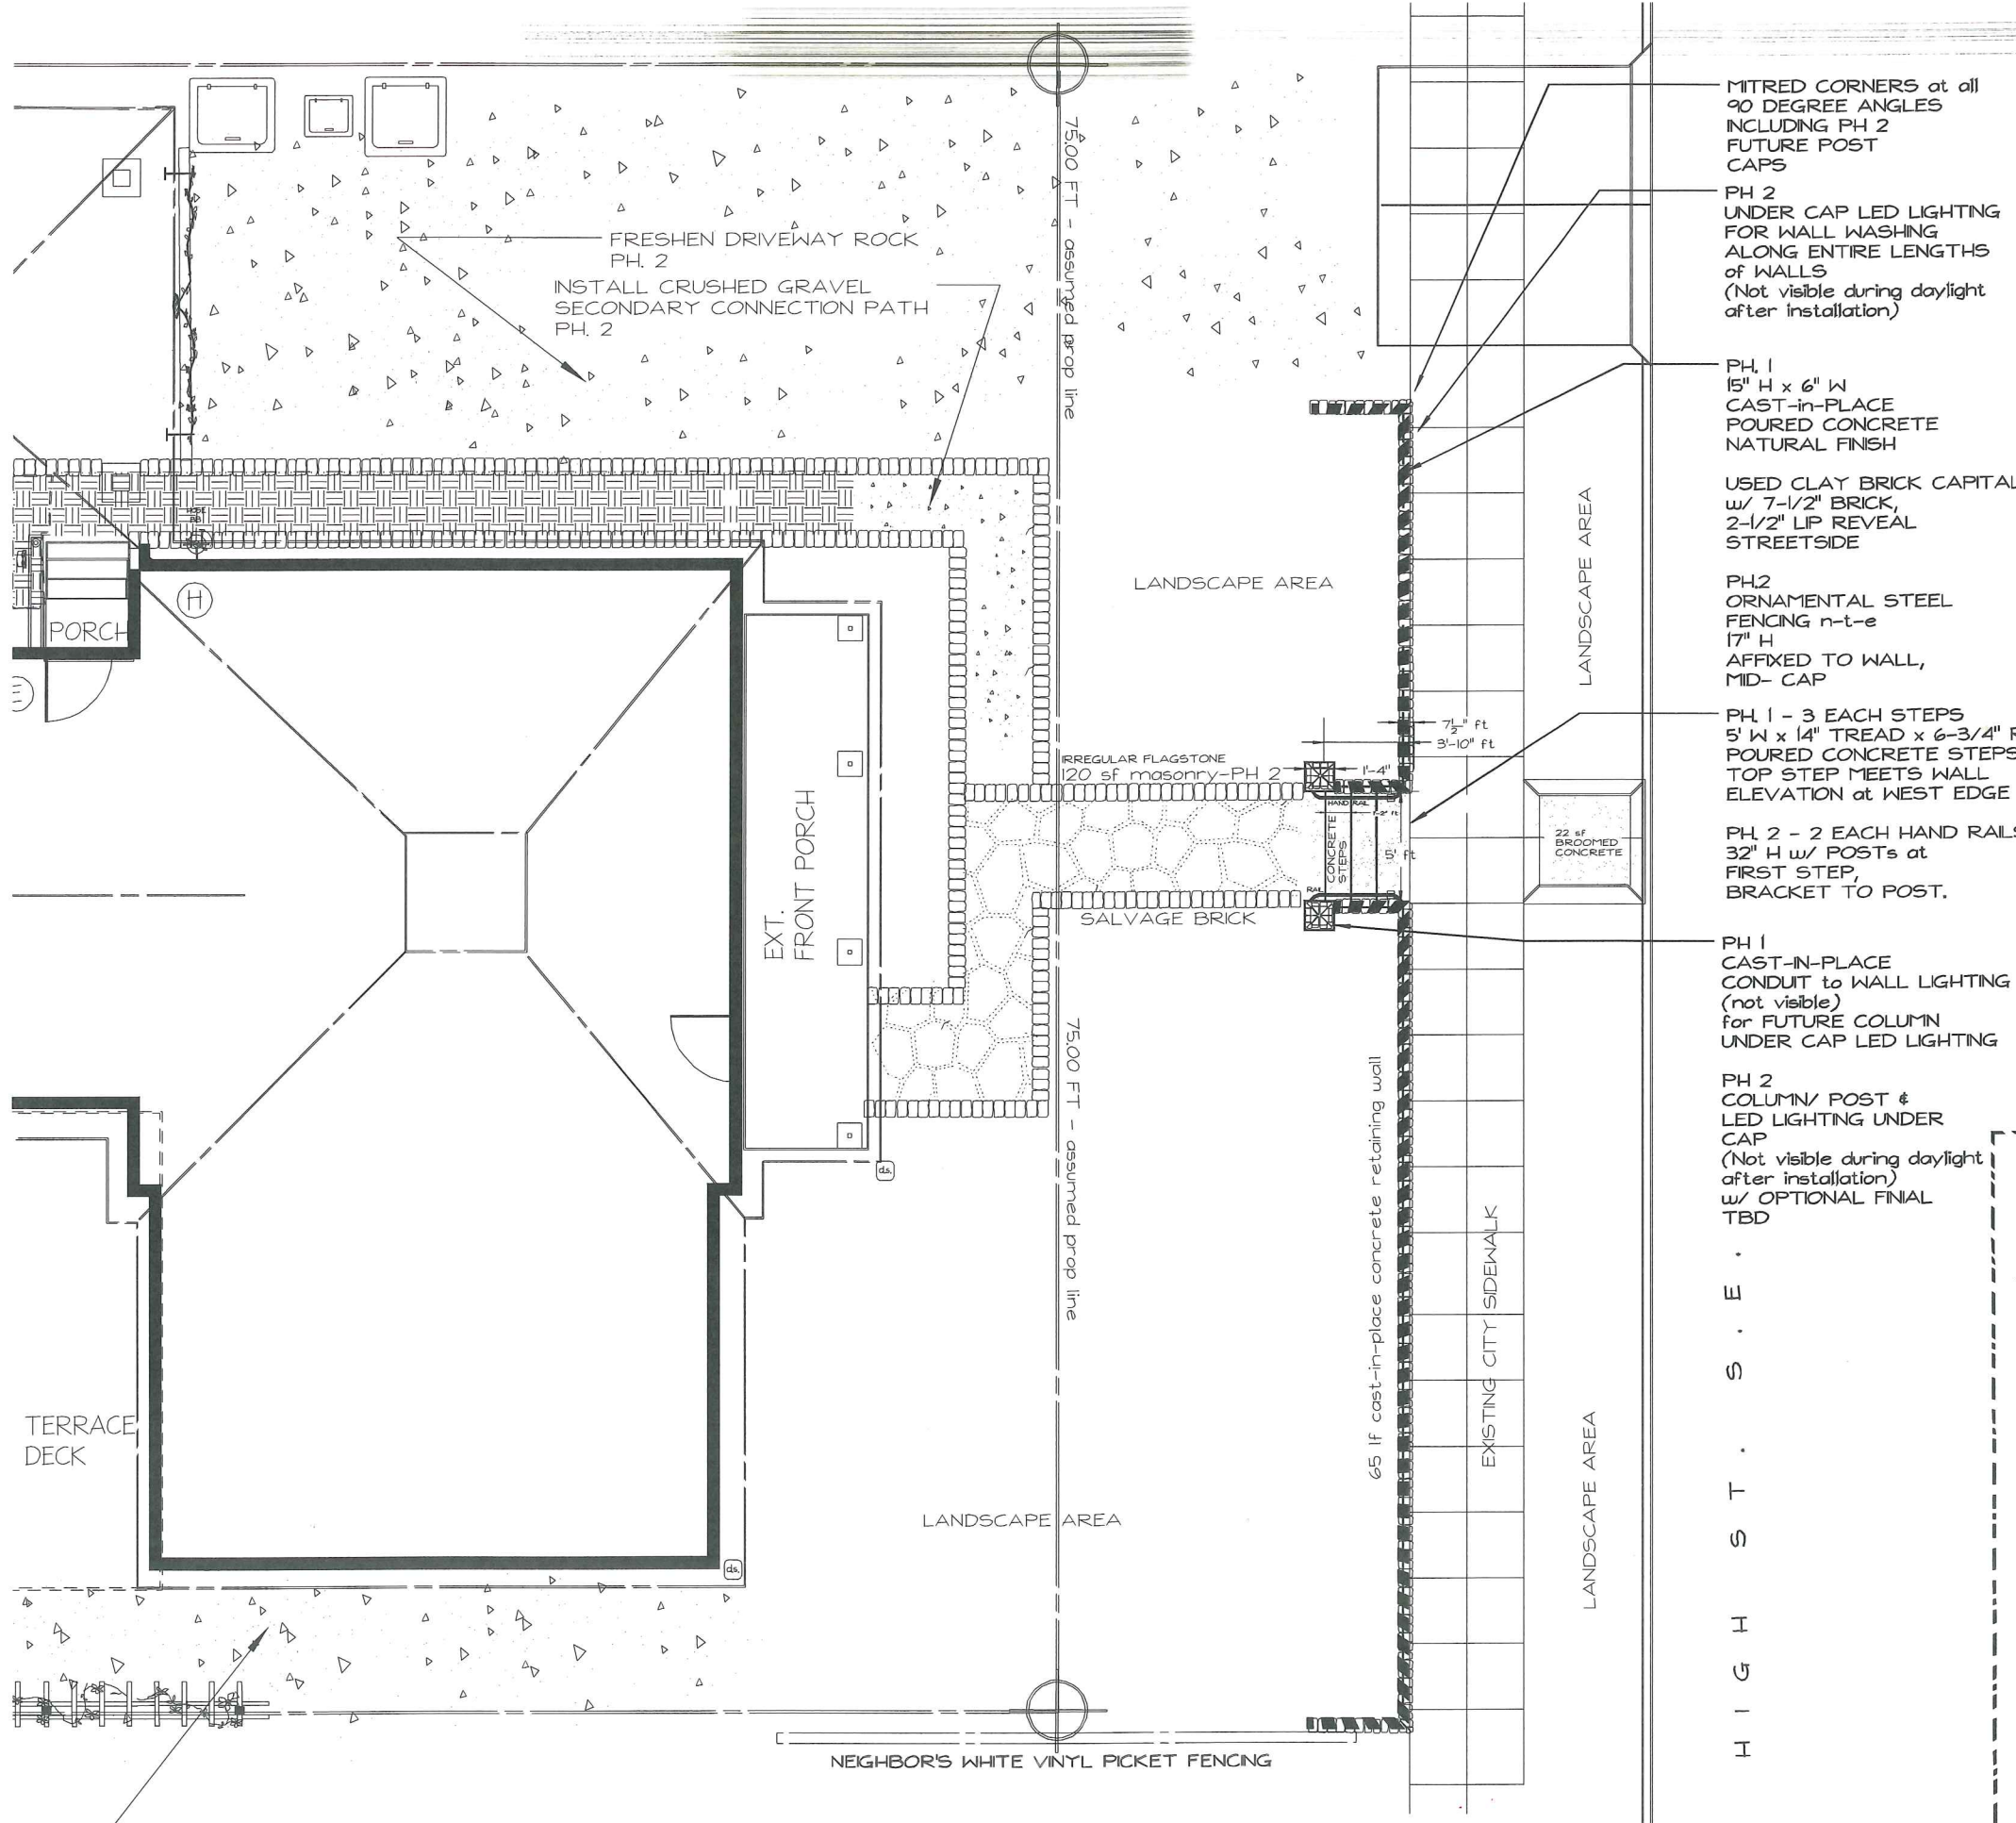 MITRED CORNERS at all
90 DEGREE ANGLES
INCLUDING PH 2
FUTURE POST
CAPS
PH 2
UNDER CAP LED LIGHTING
FOR WALL WASHING
ALONG ENTIRE LENGTHS
of WALLS
(Not visible during daylight
after installation)
PH. 1
15" H x 6" W
CAST-in-PLACE
POURED CONCRETE
NATURAL FINISH
USED CLAY BRICK CAPITAL
w/ 7-1/2" BRICK,
2-1/2" LIP REVEAL
STREETSIDE
PH.2
ORNAMENTAL STEEL
FENCING n-t-e
17" H
AFFIXED TO WALL,
MID- CAP
PH. 1 - 3 EACH STEPS
5' W x 14" TREAD x 6-3/4" R
POURED CONCRETE STEPS
TOP STEP MEETS WALL
ELEVATION at WEST EDGE
PH. 2 - 2 EACH HAND RAILS
32" H w/ POSTs at
FIRST STEP,
BRACKET TO POST.
PH 1
CAST-IN-PLACE
CONDUIT to WALL LIGHTING
(not visible)
for FUTURE COLUMN
UNDER CAP LED LIGHTING
PH 2
COLUMN/ POST &
LED LIGHTING UNDER
CAP
(Not visible during daylight
after installation)
w/ OPTIONAL FINIAL
TBD
HIGH ST. S.E.
FRESHEN DRIVEWAY ROCK
PH. 2
INSTALL CRUSHED GRAVEL
SECONDARY CONNECTION PATH
PH. 2
75.00 FT - assumed prop line
LANDSCAPE AREA
LANDSCAPE AREA
HOSE
BB
H
PORCH
E
7 1/2" ft
3'-10" ft
IRREGULAR FLAGSTONE
120 sf masonry-PH 2
1'-4"
HAND RAIL
1'-2" ft
CONCRETE
STEPS
5' ft
RAIL
22 sf
BROOMED
CONCRETE
SALVAGE BRICK
EXT.
FRONT PORCH
75.00 FT - assumed prop line
65 lf cast-in-place concrete retaining wall
EXISTING CITY SIDEWALK
LANDSCAPE AREA
d.s.
TERRACE
DECK
LANDSCAPE AREA
d.s.
NEIGHBOR'S WHITE VINYL PICKET FENCING